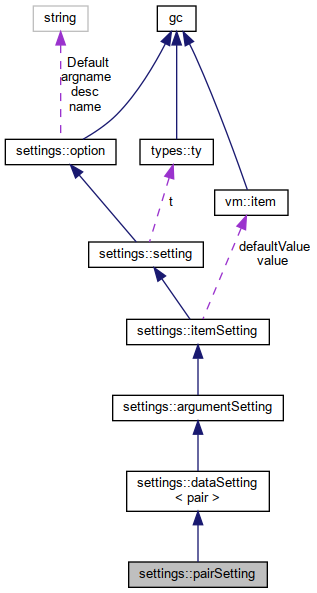 string
gc
Default
argname
desc
name
settings::option
types::ty
t
vm::item
settings::setting
defaultValue
value
settings::itemSetting
settings::argumentSetting
settings::dataSetting
< pair >
settings::pairSetting